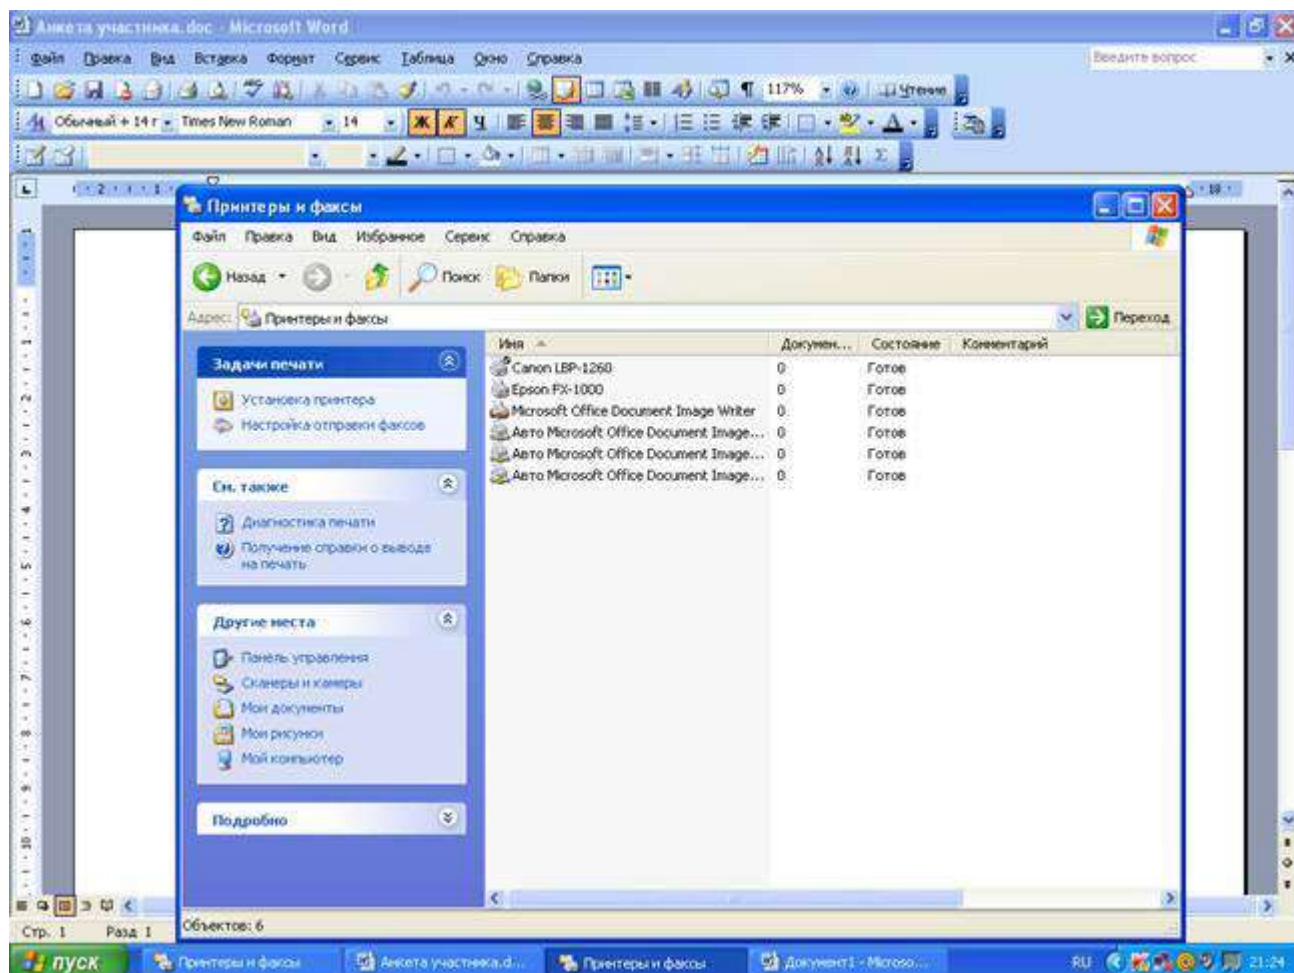 Анкета участника.doc - Microsoft Word
Файл Правка Вид Вставка Формат Сервис Таблица Окно Справка
Введите вопрос
117% Чтение
Обычный + 14 г Times New Roman 14 Ж К Ч
Принтеры и факсы
Файл Правка Вид Избранное Сервис Справка
Назад Поиск Папки
Адрес: Принтеры и факсы Переход
Имя Докумен... Состояние Комментарий
Canon LBP-1260 0 Готов
Epson FX-1000 0 Готов
Microsoft Office Document Image Writer 0 Готов
Авто Microsoft Office Document Image... 0 Готов
Авто Microsoft Office Document Image... 0 Готов
Авто Microsoft Office Document Image... 0 Готов
Задачи печати
Установка принтера
Настройка отправки факсов
См. также
Диагностика печати
Получение справки о выводе
на печать
Другие места
Панель управления
Сканеры и камеры
Мои документы
Мои рисунки
Мой компьютер
Подробно
Объектов: 6
Стр. 1 Разд 1
пуск Принтеры и факсы Анкета участника.d... Принтеры и факсы Документ1 - Microso... RU 21:24